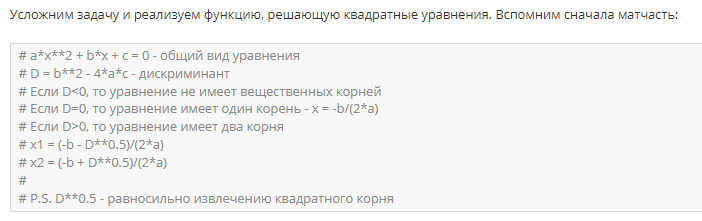 Усложним задачу и реализуем функцию, решающую квадратные уравнения. Вспомним сначала матчасть:
# a*x**2 + b*x + c = 0 - общий вид уравнения
# D = b**2 - 4*a*c - дискриминант
# Если D<0, то уравнение не имеет вещественных корней
# Если D=0, то уравнение имеет один корень - x = -b/(2*a)
# Если D>0, то уравнение имеет два корня
# x1 = (-b - D**0.5)/(2*a)
# x2 = (-b + D**0.5)/(2*a)
#
# P.S. D**0.5 - равносильно извлечению квадратного корня